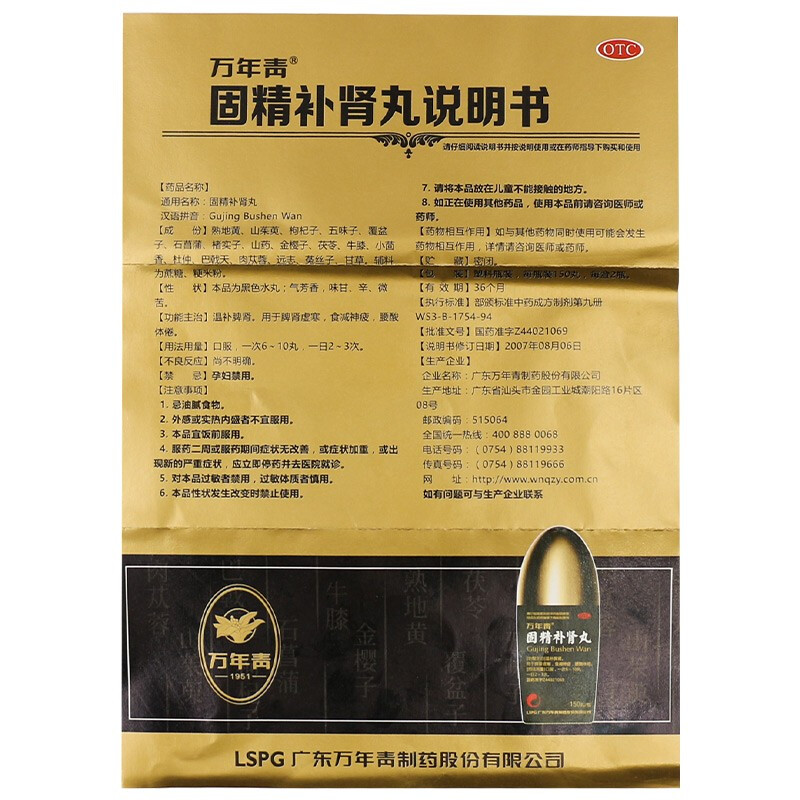 OTC
万年青®
固精补肾丸说明书
请仔细阅读说明书并按说明使用或在药师指导下购买和使用
【药品名称】
通用名称：固精补肾丸
汉语拼音：Gujing Bushen Wan
【成　份】熟地黄、山茱萸、枸杞子、五味子、覆盆
子、石菖蒲、楮实子、山药、金樱子、茯苓、牛膝、小茴
香、杜仲、巴戟天、肉苁蓉、远志、菟丝子、甘草。辅料
为蔗糖、粳米粉。
【性　状】本品为黑色水丸；气芳香，味甘、辛、微
苦。
【功能主治】温补脾肾。用于脾肾虚寒，食减神疲，腰酸
体倦。
【用法用量】口服，一次6~10丸，一日2~3次。
【不良反应】尚不明确。
【禁　忌】孕妇禁用。
【注意事项】
1. 忌油腻食物。
2. 外感或实热内盛者不宜服用。
3. 本品宜饭前服用。
4. 服药二周或服药期间症状无改善，或症状加重，或出
现新的严重症状，应立即停药并去医院就诊。
5. 对本品过敏者禁用，过敏体质者慎用。
6. 本品性状发生改变时禁止使用。
7. 请将本品放在儿童不能接触的地方。
8. 如正在使用其他药品，使用本品前请咨询医师或
药师。
【药物相互作用】如与其他药物同时使用可能会发生
药物相互作用，详情请咨询医师或药师。
【贮　藏】密闭。
【包　装】塑料瓶装，每瓶装150丸，每盒2瓶。
【有 效 期】36个月
【执行标准】部颁标准中药成方制剂第九册
WS3-B-1754-94
【批准文号】国药准字Z44021069
【说明书修订日期】2007年08月06日
【生产企业】
企业名称：广东万年青制药股份有限公司
生产地址：广东省汕头市金园工业城潮阳路16片区
08号
邮政编码：515064
全国统一热线：400 888 0068
电话号码：（0754）88119933
传真号码：（0754）88119666
网　址：http://www.wnqzy.com.cn
如有问题可与生产企业联系
肉苁蓉
巴
山
石菖蒲
牛膝
金樱子
熟地黄
覆盆子
茯苓
万年青
1951
万年青®
固精补肾丸
Gujing Bushen Wan
LSPG 广东万年青制药股份有限公司